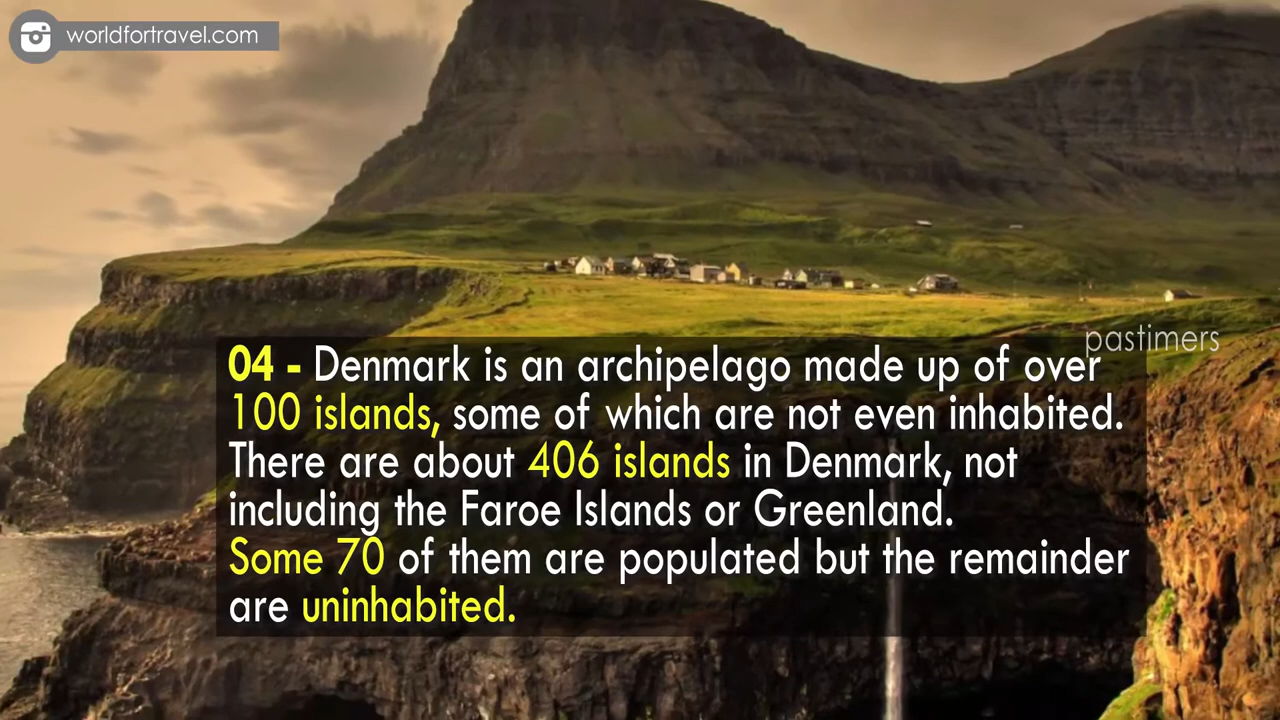 worldfortravel.com
pastimers
04 - Denmark is an archipelago made up of over
100 islands, some of which are not even inhabited.
There are about 406 islands in Denmark, not
including the Faroe Islands or Greenland.
Some 70 of them are populated but the remainder
are uninhabited.